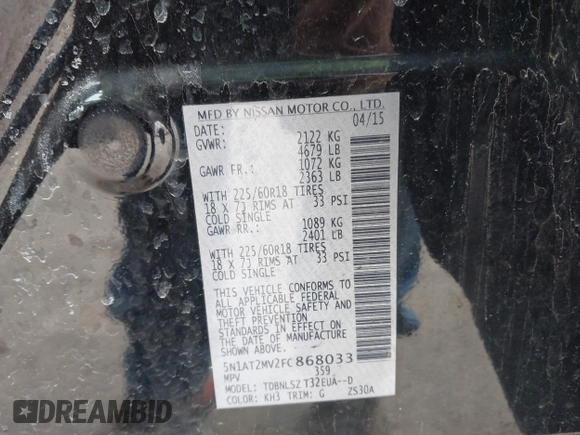 MFD BY NISSAN MOTOR CO., LTD.
DATE: 04/15
GVWR: 2122 KG
4679 LB
GAWR FR.: 1072 KG
2363 LB
WITH 225/60R18 TIRES
18 X 7J RIMS AT 33 PSI
COLD SINGLE
GAWR RR.: 1089 KG
2401 LB
WITH 225/60R18 TIRES
18 X 7J RIMS AT 33 PSI
COLD SINGLE
THIS VEHICLE CONFORMS TO
ALL APPLICABLE FEDERAL
MOTOR VEHICLE SAFETY AND
THEFT PREVENTION
STANDARDS IN EFFECT ON
THE DATE OF MANUFACTURE
SHOWN ABOVE.
5N1AT2MV2FC868033
MPV 359
MODEL: TDBNLSZ T32EUA--D
COLOR: KH3 TRIM: G ZS30A
DREAMBID
DREAMBID